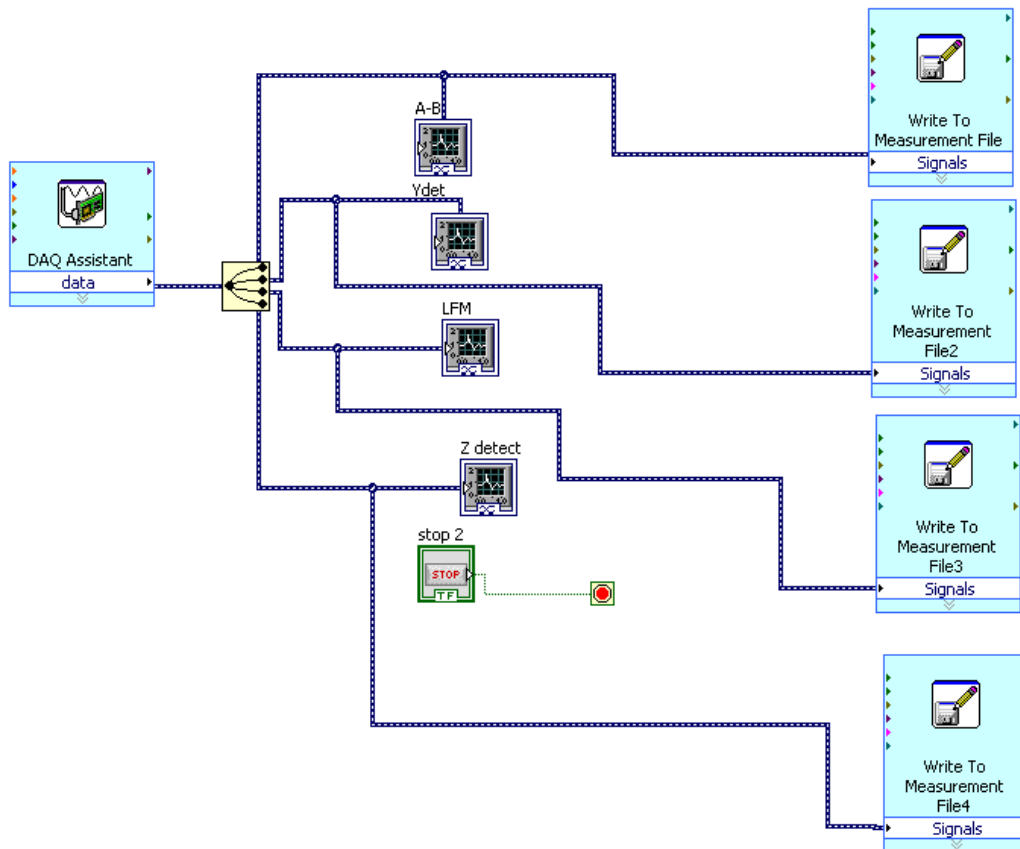 A-B
Write To
Measurement File
Signals
DAQ Assistant
data
Ydet
Write To
Measurement
File2
Signals
LFM
Z detect
Write To
Measurement
File3
Signals
stop 2
STOP
TF
Write To
Measurement
File4
Signals